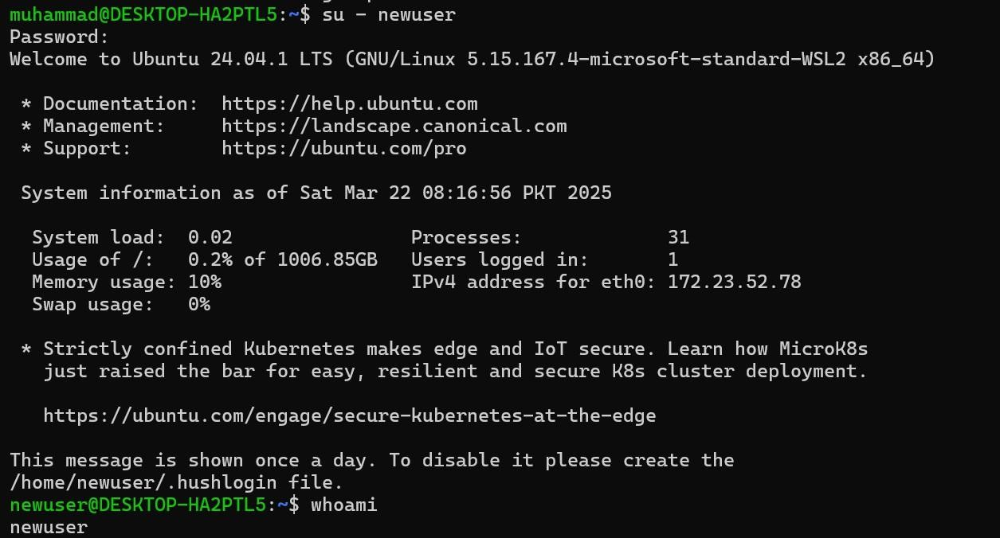 muhammad@DESKTOP-HA2PTL5:~$ su - newuser
Password:
Welcome to Ubuntu 24.04.1 LTS (GNU/Linux 5.15.167.4-microsoft-standard-WSL2 x86_64)

 * Documentation:  https://help.ubuntu.com
 * Management:     https://landscape.canonical.com
 * Support:        https://ubuntu.com/pro

 System information as of Sat Mar 22 08:16:56 PKT 2025

  System load:  0.02                Processes:             31
  Usage of /:   0.2% of 1006.85GB   Users logged in:       1
  Memory usage: 10%                 IPv4 address for eth0: 172.23.52.78
  Swap usage:   0%

 * Strictly confined Kubernetes makes edge and IoT secure. Learn how MicroK8s
   just raised the bar for easy, resilient and secure K8s cluster deployment.

   https://ubuntu.com/engage/secure-kubernetes-at-the-edge

This message is shown once a day. To disable it please create the
/home/newuser/.hushlogin file.
newuser@DESKTOP-HA2PTL5:~$ whoami
newuser